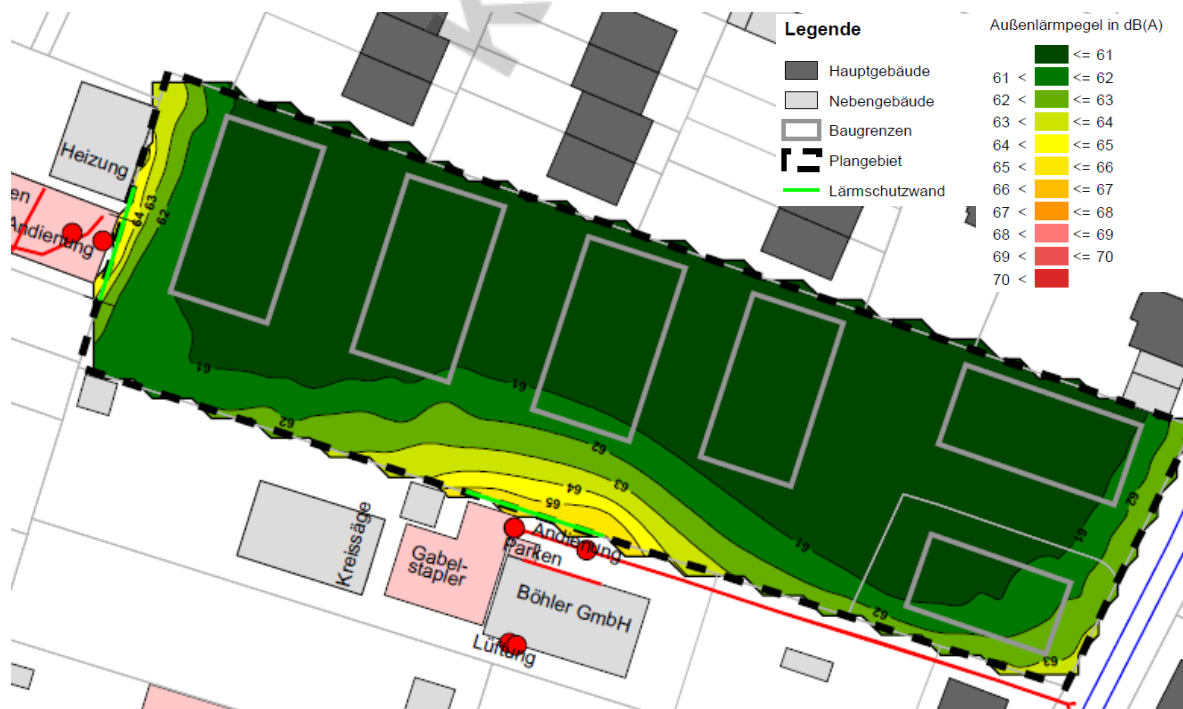 Legende
Hauptgebäude
Nebengebäude
Baugrenzen
Plangebiet
Lärmschutzwand
Außenlärmpegel in dB(A)
<= 61
61 < <= 62
62 < <= 63
63 < <= 64
64 < <= 65
65 < <= 66
66 < <= 67
67 < <= 68
68 < <= 69
69 < <= 70
70 <
Heizung
en
Andienung
64
63
62
61
62
61
62
63
64
65
61
62
61
62
63
Kreissäge
Gabel-
stapler
Andienung
Parken
Böhler GmbH
Lüftung